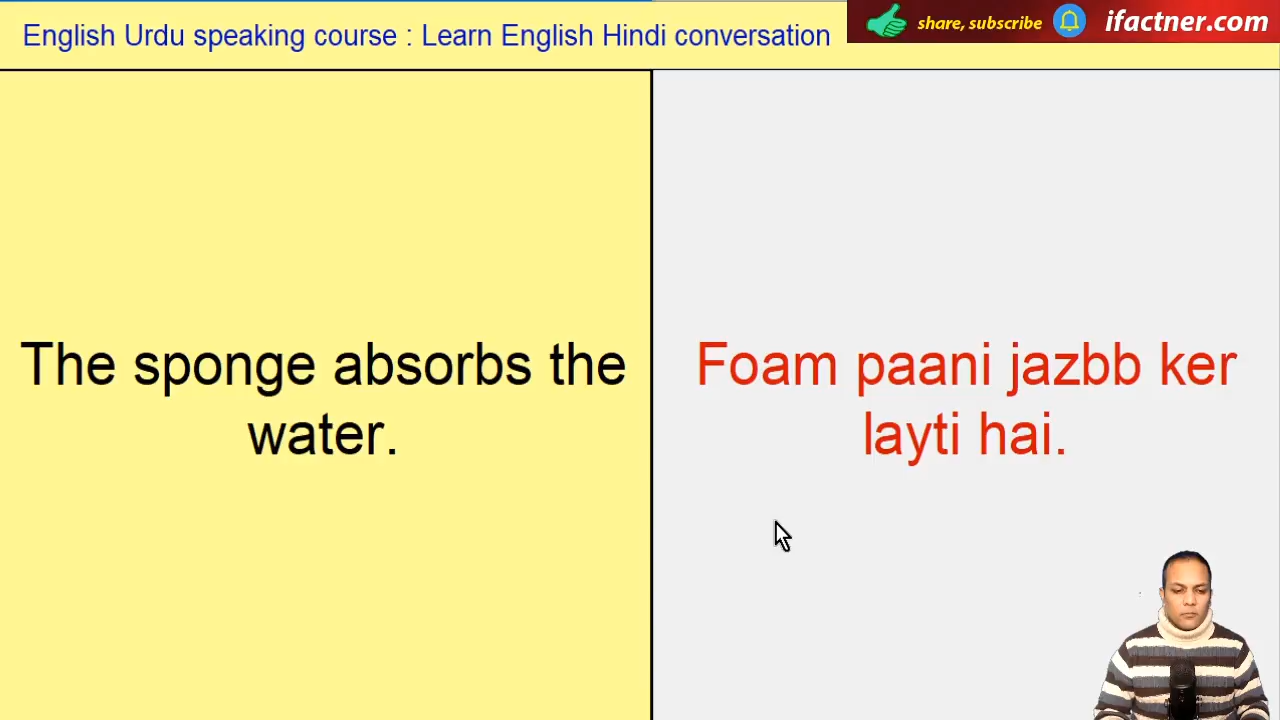 English Urdu speaking course : Learn English Hindi conversation
share, subscribe
ifactner.com
The sponge absorbs the
water.
Foam paani jazbb ker
layti hai.